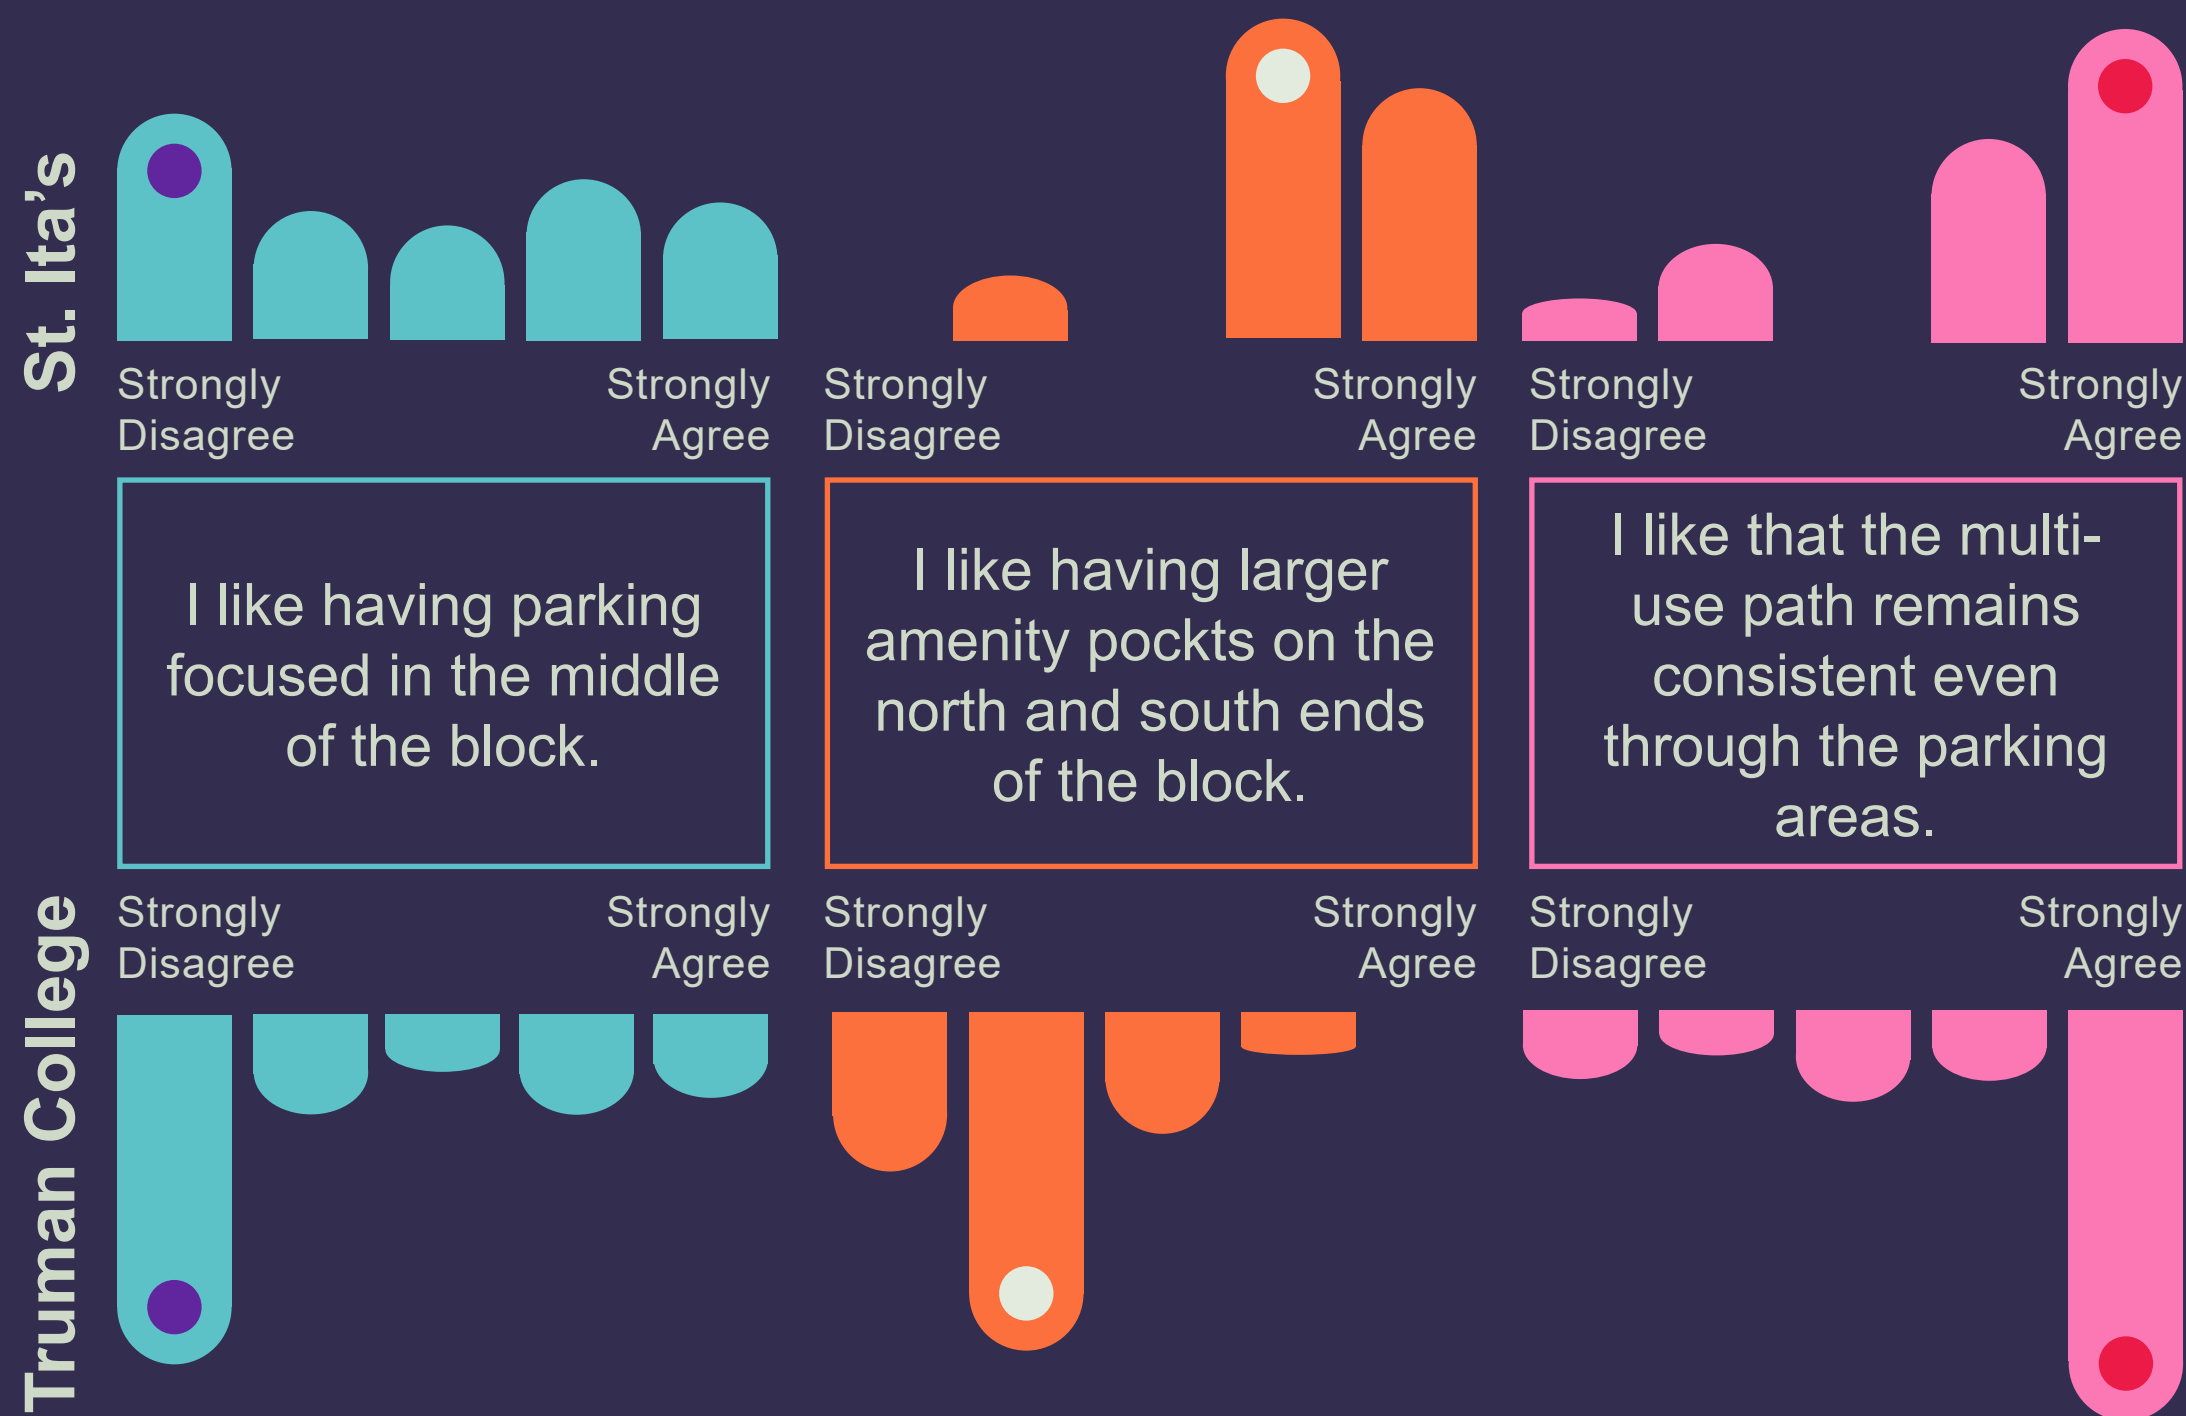 St. Ita’s
Strongly
Disagree
Strongly
Agree
Strongly
Disagree
Strongly
Agree
Strongly
Disagree
Strongly
Agree
I like having parking
focused in the middle
of the block.
I like having larger
amenity pockts on the
north and south ends
of the block.
I like that the multi-
use path remains
consistent even
through the parking
areas.
Truman College
Strongly
Disagree
Strongly
Agree
Strongly
Disagree
Strongly
Agree
Strongly
Disagree
Strongly
Agree